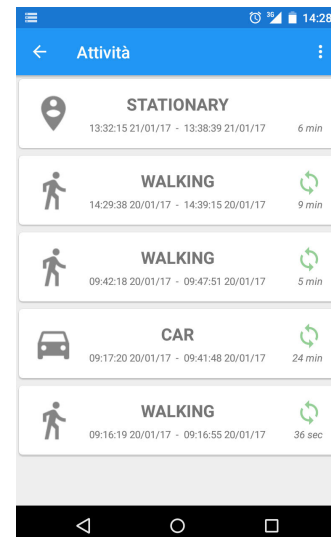 3G 14:28
Attività
STATIONARY
13:32:15 21/01/17 - 13:38:39 21/01/17 6 min
WALKING
14:29:38 20/01/17 - 14:39:15 20/01/17 9 min
WALKING
09:42:18 20/01/17 - 09:47:51 20/01/17 5 min
CAR
09:17:20 20/01/17 - 09:41:48 20/01/17 24 min
WALKING
09:16:19 20/01/17 - 09:16:55 20/01/17 36 sec